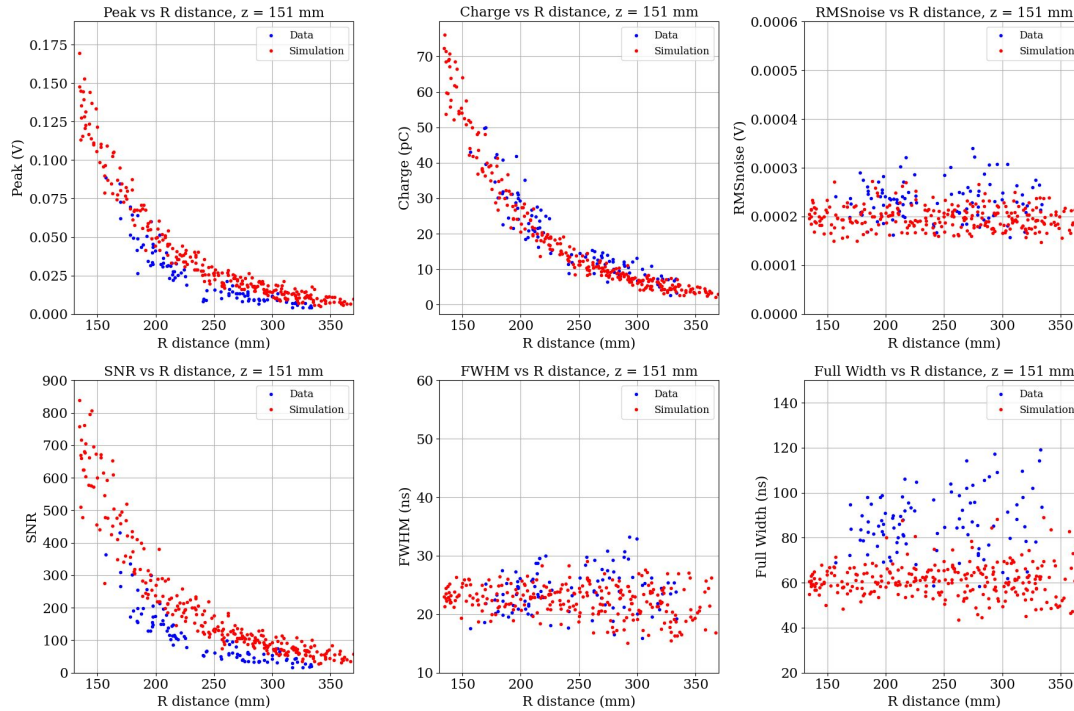 Peak vs R distance, z = 151 mm
Data
Simulation
0.175
0.150
0.125
0.100
0.075
0.050
0.025
0.000
Peak (V)
150 200 250 300 350
R distance (mm)
Charge vs R distance, z = 151 mm
Data
Simulation
70
60
50
40
30
20
10
0
Charge (pC)
150 200 250 300 350
R distance (mm)
RMSnoise vs R distance, z = 151 mm
Data
Simulation
0.0006
0.0005
0.0004
0.0003
0.0002
0.0001
0.0000
RMSnoise (V)
150 200 250 300 350
R distance (mm)
SNR vs R distance, z = 151 mm
Data
Simulation
900
800
700
600
500
400
300
200
100
0
SNR
150 200 250 300 350
R distance (mm)
FWHM vs R distance, z = 151 mm
Data
Simulation
60
50
40
30
20
10
FWHM (ns)
150 200 250 300 350
R distance (mm)
Full Width vs R distance, z = 151 mm
Data
Simulation
140
120
100
80
60
40
20
Full Width (ns)
150 200 250 300 350
R distance (mm)